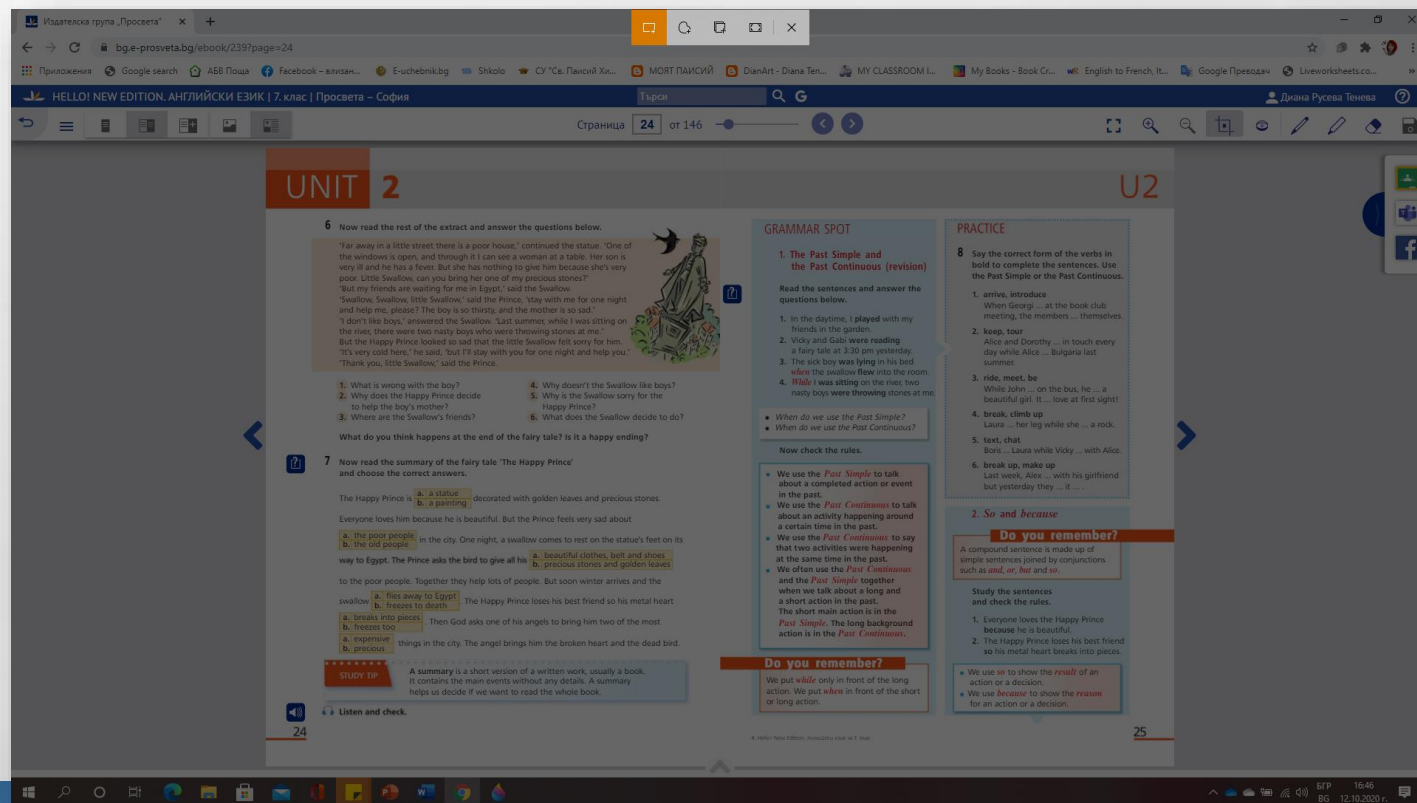 Издателска група „Просвета"
bg.e-prosveta.bg/ebook/239?page=24
Приложения
Google search
АБВ Поща
Facebook – влизан...
E-uchebnik.bg
Shkolo
СУ "Св. Паисий Хи...
МОЯТ ПАИСИЙ
DianArt - Diana Ten...
MY CLASSROOM I...
My Books - Book Cr...
English to French, It...
Google Преводач
Liveworksheets.co...
HELLO! NEW EDITION. АНГЛИЙСКИ ЕЗИК | 7. клас | Просвета – София
Търси
Диана Русева Тенева
Страница 24 от 146
UNIT 2
6 Now read the rest of the extract and answer the questions below.
'Far away in a little street there is a poor house,' continued the statue. 'One of
the windows is open, and through it I can see a woman at a table. Her son is
very ill and he has a fever. But she has nothing to give him because she's very
poor. Little Swallow, can you bring her one of my precious stones?'
'But my friends are waiting for me in Egypt,' said the Swallow.
'Swallow, Swallow, little Swallow,' said the Prince, 'stay with me for one night
and help me, please? The boy is so thirsty, and the mother is so sad.'
'I don't like boys,' answered the Swallow. 'Last summer, while I was sitting on
the river, there were two nasty boys who were throwing stones at me.'
But the Happy Prince looked so sad that the little Swallow felt sorry for him.
'It's very cold here,' he said, 'but I'll stay with you for one night and help you.'
'Thank you, little Swallow,' said the Prince.
1. What is wrong with the boy?
2. Why does the Happy Prince decide
to help the boy's mother?
3. Where are the Swallow's friends?
4. Why doesn't the Swallow like boys?
5. Why is the Swallow sorry for the
Happy Prince?
6. What does the Swallow decide to do?
What do you think happens at the end of the fairy tale? Is it a happy ending?
7 Now read the summary of the fairy tale 'The Happy Prince'
and choose the correct answers.
The Happy Prince is a. a statue b. a painting decorated with golden leaves and precious stones.
Everyone loves him because he is beautiful. But the Prince feels very sad about
a. the poor people b. the old people in the city. One night, a swallow comes to rest on the statue's feet on its
way to Egypt. The Prince asks the bird to give all his a. beautiful clothes, belt and shoes b. precious stones and golden leaves
to the poor people. Together they help lots of people. But soon winter arrives and the
swallow a. flies away to Egypt b. freezes to death . The Happy Prince loses his best friend so his metal heart
a. breaks into pieces b. freezes too . Then God asks one of his angels to bring him two of the most
a. expensive b. precious things in the city. The angel brings him the broken heart and the dead bird.
STUDY TIP
A summary is a short version of a written work, usually a book.
It contains the main events without any details. A summary
helps us decide if we want to read the whole book.
Listen and check.
24
U2
GRAMMAR SPOT
1. The Past Simple and
the Past Continuous (revision)
Read the sentences and answer the
questions below.
1. In the daytime, I played with my
friends in the garden.
2. Vicky and Gabi were reading
a fairy tale at 3:30 pm yesterday.
3. The sick boy was lying in his bed
when the swallow flew into the room.
4. While I was sitting on the river, two
nasty boys were throwing stones at me.
• When do we use the Past Simple?
• When do we use the Past Continuous?
Now check the rules.
• We use the Past Simple to talk
about a completed action or event
in the past.
• We use the Past Continuous to talk
about an activity happening around
a certain time in the past.
• We use the Past Continuous to say
that two activities were happening
at the same time in the past.
• We often use the Past Continuous
and the Past Simple together
when we talk about a long and
a short action in the past.
The short main action is in the
Past Simple. The long background
action is in the Past Continuous.
Do you remember?
We put while only in front of the long
action. We put when in front of the short
or long action.
PRACTICE
8 Say the correct form of the verbs in
bold to complete the sentences. Use
the Past Simple or the Past Continuous.
1. arrive, introduce
When Georgi ... at the book club
meeting, the members ... themselves.
2. keep, tour
Alice and Dorothy ... in touch every
day while Alice ... Bulgaria last
summer.
3. ride, meet, be
While John ... on the bus, he ... a
beautiful girl. It ... love at first sight!
4. break, climb up
Laura ... her leg while she ... a rock.
5. text, chat
Boris ... Laura while Vicky ... with Alice.
6. break up, make up
Last week, Alex ... with his girlfriend
but yesterday they ... it ... .
2. So and because
Do you remember?
A compound sentence is made up of
simple sentences joined by conjunctions
such as and, or, but and so.
Study the sentences
and check the rules.
1. Everyone loves the Happy Prince
because he is beautiful.
2. The Happy Prince loses his best friend
so his metal heart breaks into pieces.
• We use so to show the result of an
action or a decision.
• We use because to show the reason
for an action or a decision.
25
БГР
BG
16:46
12.10.2020 г.